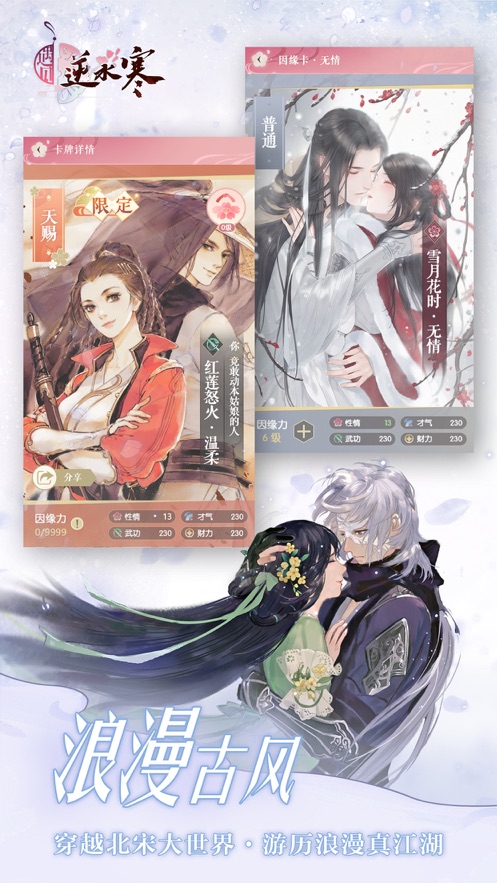 遇见
逆水寒
因缘卡·无情
普通
雪月花时·无情
因缘力
6 级
性情 13 才气 230
武功 230 财力 230
卡牌详情
天赐
限定
0级
你竟敢动本姑娘的人
红莲怒火·温柔
分享
因缘力
0/9999
性情 · 13 才气 230
武功 230 财力 230
浪漫古风
穿越北宋大世界·游历浪漫真江湖